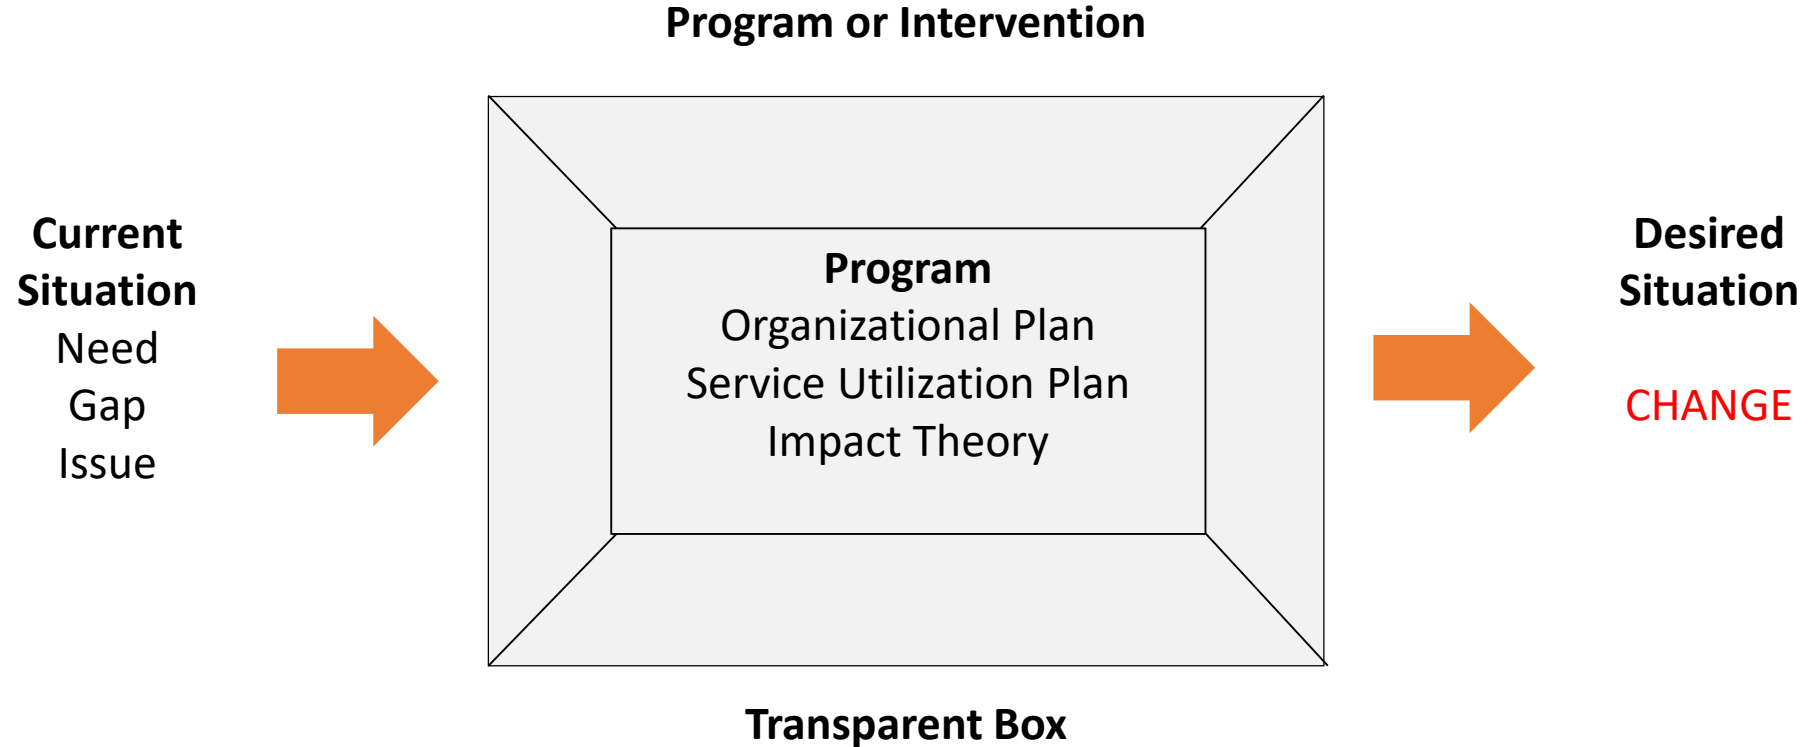 Program or Intervention
Current
Situation
Need
Gap
Issue
Program
Organizational Plan
Service Utilization Plan
Impact Theory
Desired
Situation
CHANGE
Transparent Box